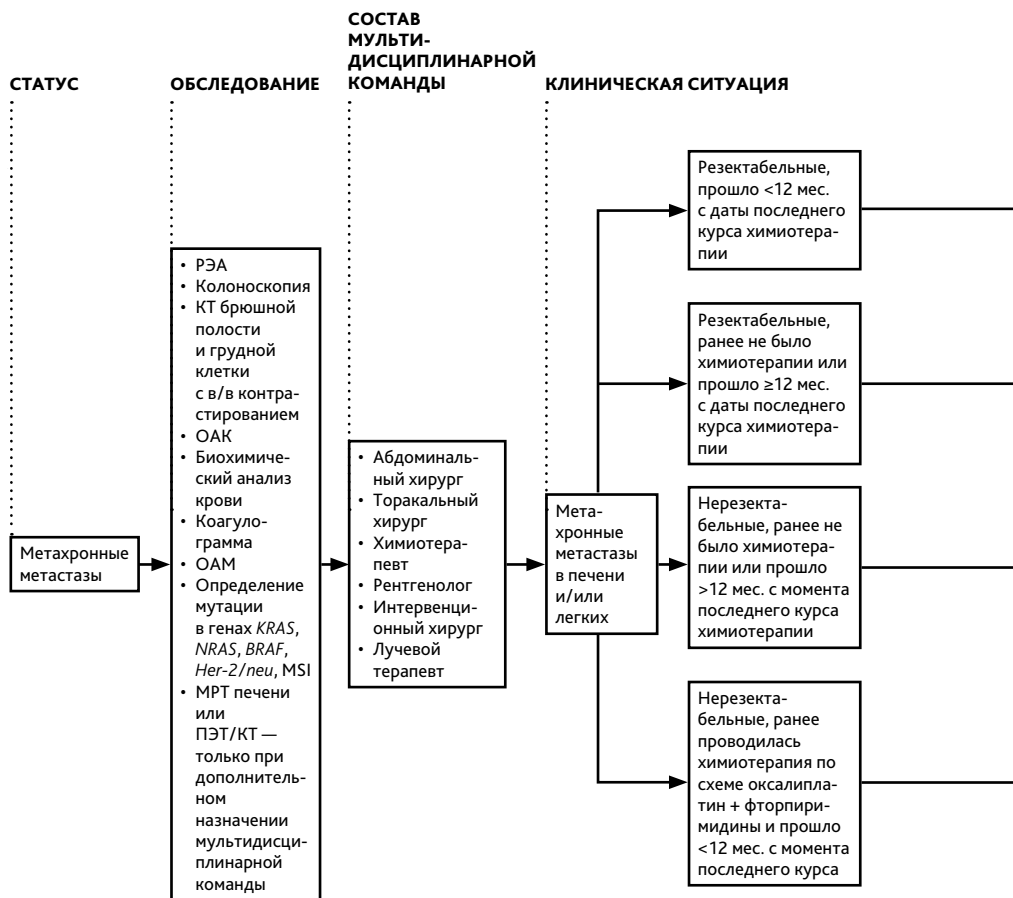 СТАТУС
ОБСЛЕДОВАНИЕ
СОСТАВ
МУЛЬТИ-
ДИСЦИПЛИНАРНОЙ
КОМАНДЫ
КЛИНИЧЕСКАЯ СИТУАЦИЯ
Метахронные
метастазы
• РЭА
• Колоноскопия
• КТ брюшной
полости
и грудной
клетки
с в/в контра-
стированием
• ОАК
• Биохимиче-
ский анализ
крови
• Коагуло-
грамма
• ОАМ
• Определение
мутации
в генах KRAS,
NRAS, BRAF,
Her-2/neu, MSI
• МРТ печени
или
ПЭТ/КТ —
только при
дополнитель-
ном
назначении
мультидисци-
плинарной
команды
• Абдоминаль-
ный хирург
• Торакальный
хирург
• Химиотера-
певт
• Рентгенолог
• Интервенци-
онный хирург
• Лучевой
терапевт
Мета-
хронные
метастазы
в печени
и/или
легких
Резектабельные,
прошло <12 мес.
с даты последнего
курса химиотера-
пии
Резектабельные,
ранее не было
химиотерапии или
прошло ≥12 мес.
с даты последнего
курса химиотера-
пии
Нерезекта-
бельные, ранее не
было химиотера-
пии или прошло
>12 мес. с момента
последнего курса
химиотерапии
Нерезекта-
бельные, ранее
проводилась
химиотерапия по
схеме оксалипла-
тин + фторпири-
мидины и прошло
<12 мес. с момента
последнего курса